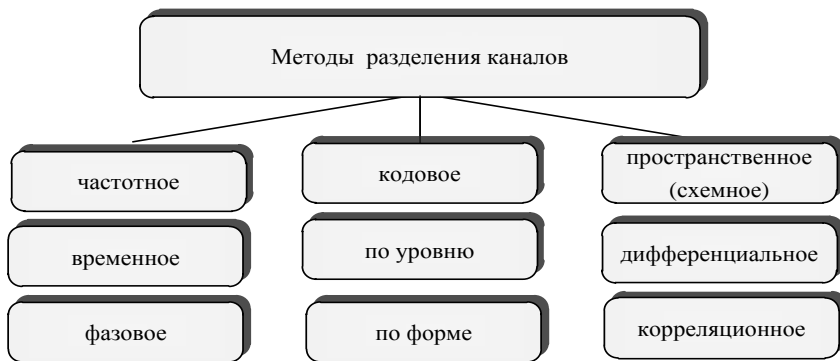 Методы разделения каналов
частотное
кодовое
пространственное
(схемное)
временное
по уровню
дифференциальное
фазовое
по форме
корреляционное